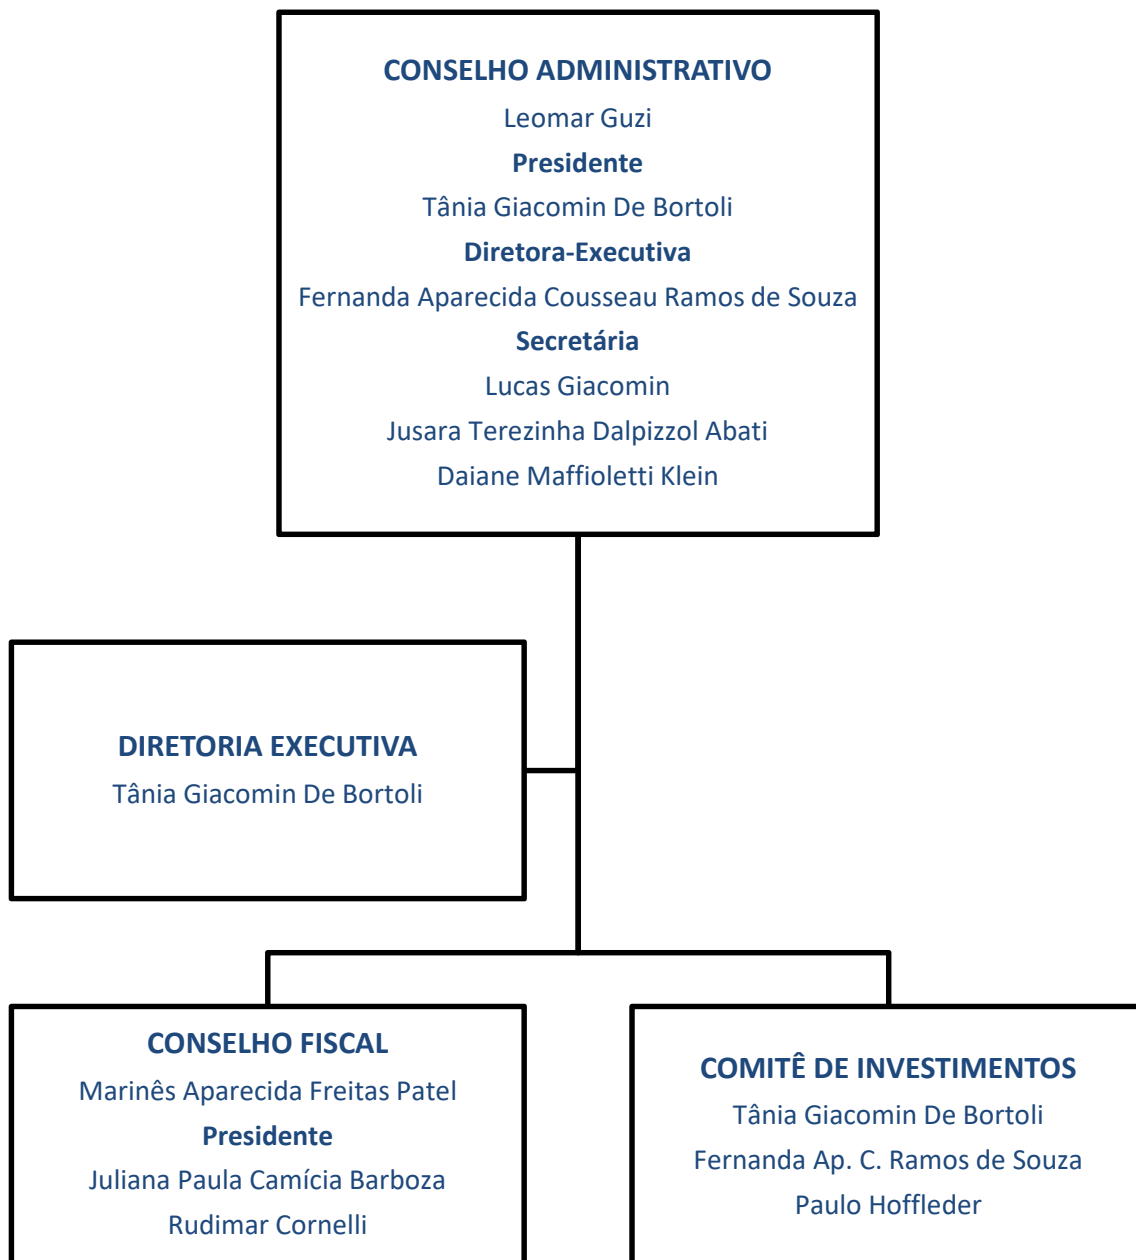 CONSELHO ADMINISTRATIVO
Leomar Guzi
Presidente
Tânia Giacomin De Bortoli
Diretora-Executiva
Fernanda Aparecida Cousseau Ramos de Souza
Secretária
Lucas Giacomin
Jusara Terezinha Dalpizzol Abati
Daiane Maffioletti Klein
DIRETORIA EXECUTIVA
Tânia Giacomin De Bortoli
CONSELHO FISCAL
Marinês Aparecida Freitas Patel
Presidente
Juliana Paula Camícia Barboza
Rudimar Cornelli
COMITÊ DE INVESTIMENTOS
Tânia Giacomin De Bortoli
Fernanda Ap. C. Ramos de Souza
Paulo Hoffleder